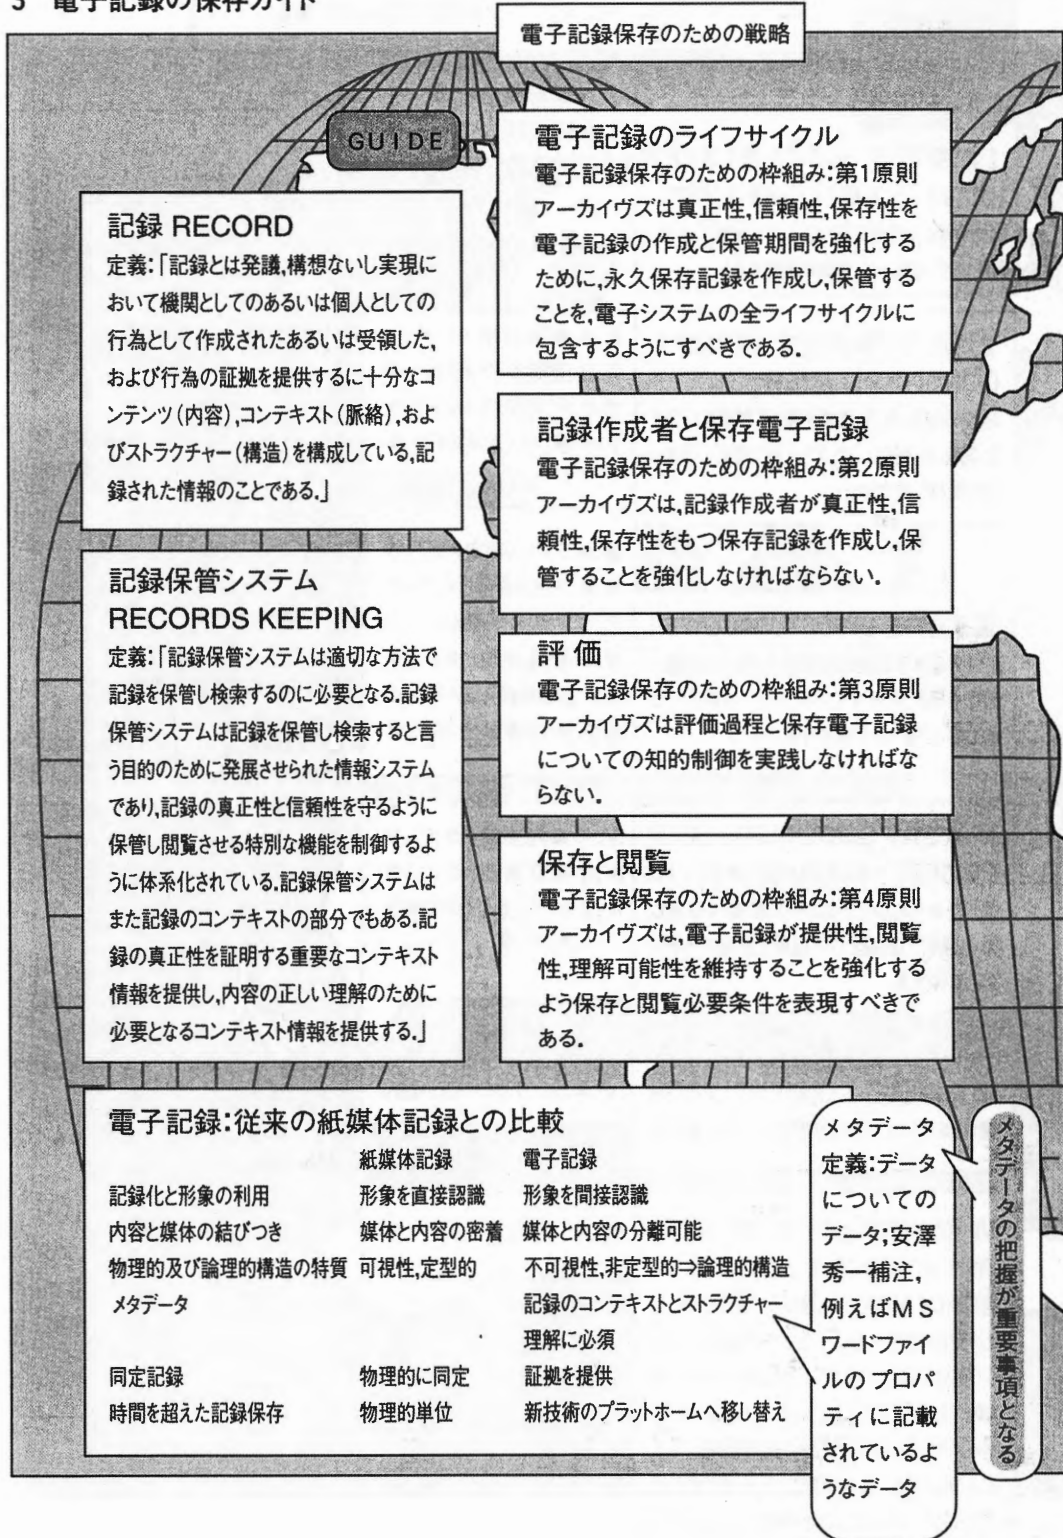 3 電子記録の保存ガイド
電子記録保存のための戦略
GUIDE
記録 RECORD
定義:「記録とは発議,構想ないし実現に
おいて機関としてのあるいは個人としての
行為として作成されたあるいは受領した,
および行為の証拠を提供するに十分なコ
ンテンツ(内容),コンテキスト(脈絡),およ
びストラクチャー(構造)を構成している,記
録された情報のことである.」
記録保管システム
RECORDS KEEPING
定義:「記録保管システムは適切な方法で
記録を保管し検索するのに必要となる.記録
保管システムは記録を保管し検索すると言
う目的のために発展させられた情報システム
であり,記録の真正性と信頼性を守るように
保管し閲覧させる特別な機能を制御するよ
うに体系化されている.記録保管システムは
また記録のコンテキストの部分でもある.記
録の真正性を証明する重要なコンテキスト
情報を提供し,内容の正しい理解のために
必要となるコンテキスト情報を提供する.」
電子記録のライフサイクル
電子記録保存のための枠組み:第1原則
アーカイヴズは真正性,信頼性,保存性を
電子記録の作成と保管期間を強化する
ために,永久保存記録を作成し,保管する
ことを,電子システムの全ライフサイクルに
包含するようにすべきである.
記録作成者と保存電子記録
電子記録保存のための枠組み:第2原則
アーカイヴズは,記録作成者が真正性,信
頼性,保存性をもつ保存記録を作成し,保
管することを強化しなければならない.
評 価
電子記録保存のための枠組み:第3原則
アーカイヴズは評価過程と保存電子記録
についての知的制御を実践しなければな
らない.
保存と閲覧
電子記録保存のための枠組み:第4原則
アーカイヴズは,電子記録が提供性,閲覧
性,理解可能性を維持することを強化する
よう保存と閲覧必要条件を表現すべきで
ある.
電子記録:従来の紙媒体記録との比較
紙媒体記録 電子記録
記録化と形象の利用 形象を直接認識 形象を間接認識
内容と媒体の結びつき 媒体と内容の密着 媒体と内容の分離可能
物理的及び論理的構造の特質 可視性,定型的 不可視性,非定型的⇒論理的構造
メタデータ 記録のコンテキストとストラクチャー
理解に必須
同定記録 物理的に同定 証拠を提供
時間を超えた記録保存 物理的単位 新技術のプラットホームへ移し替え
メタデータ
定義:データ
についての
データ;安澤
秀一補注,
例えばMS
ワードファイ
ルの プロパ
ティに記載
されているよ
うなデータ
メタデータの把握が重要事項となる